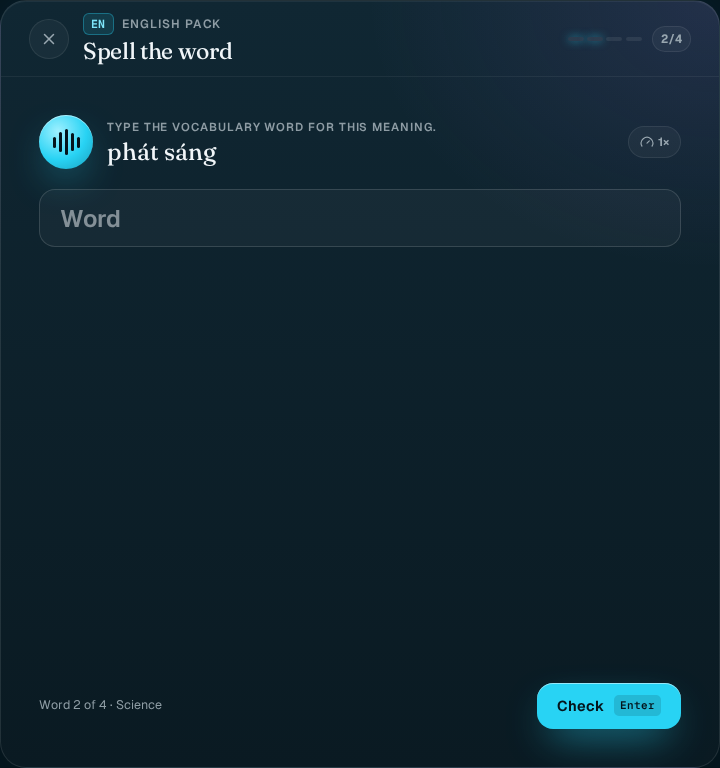 EN ENGLISH PACK
Spell the word
2/4
TYPE THE VOCABULARY WORD FOR THIS MEANING.
phát sáng
1×
Word
Word 2 of 4 · Science
Check Enter